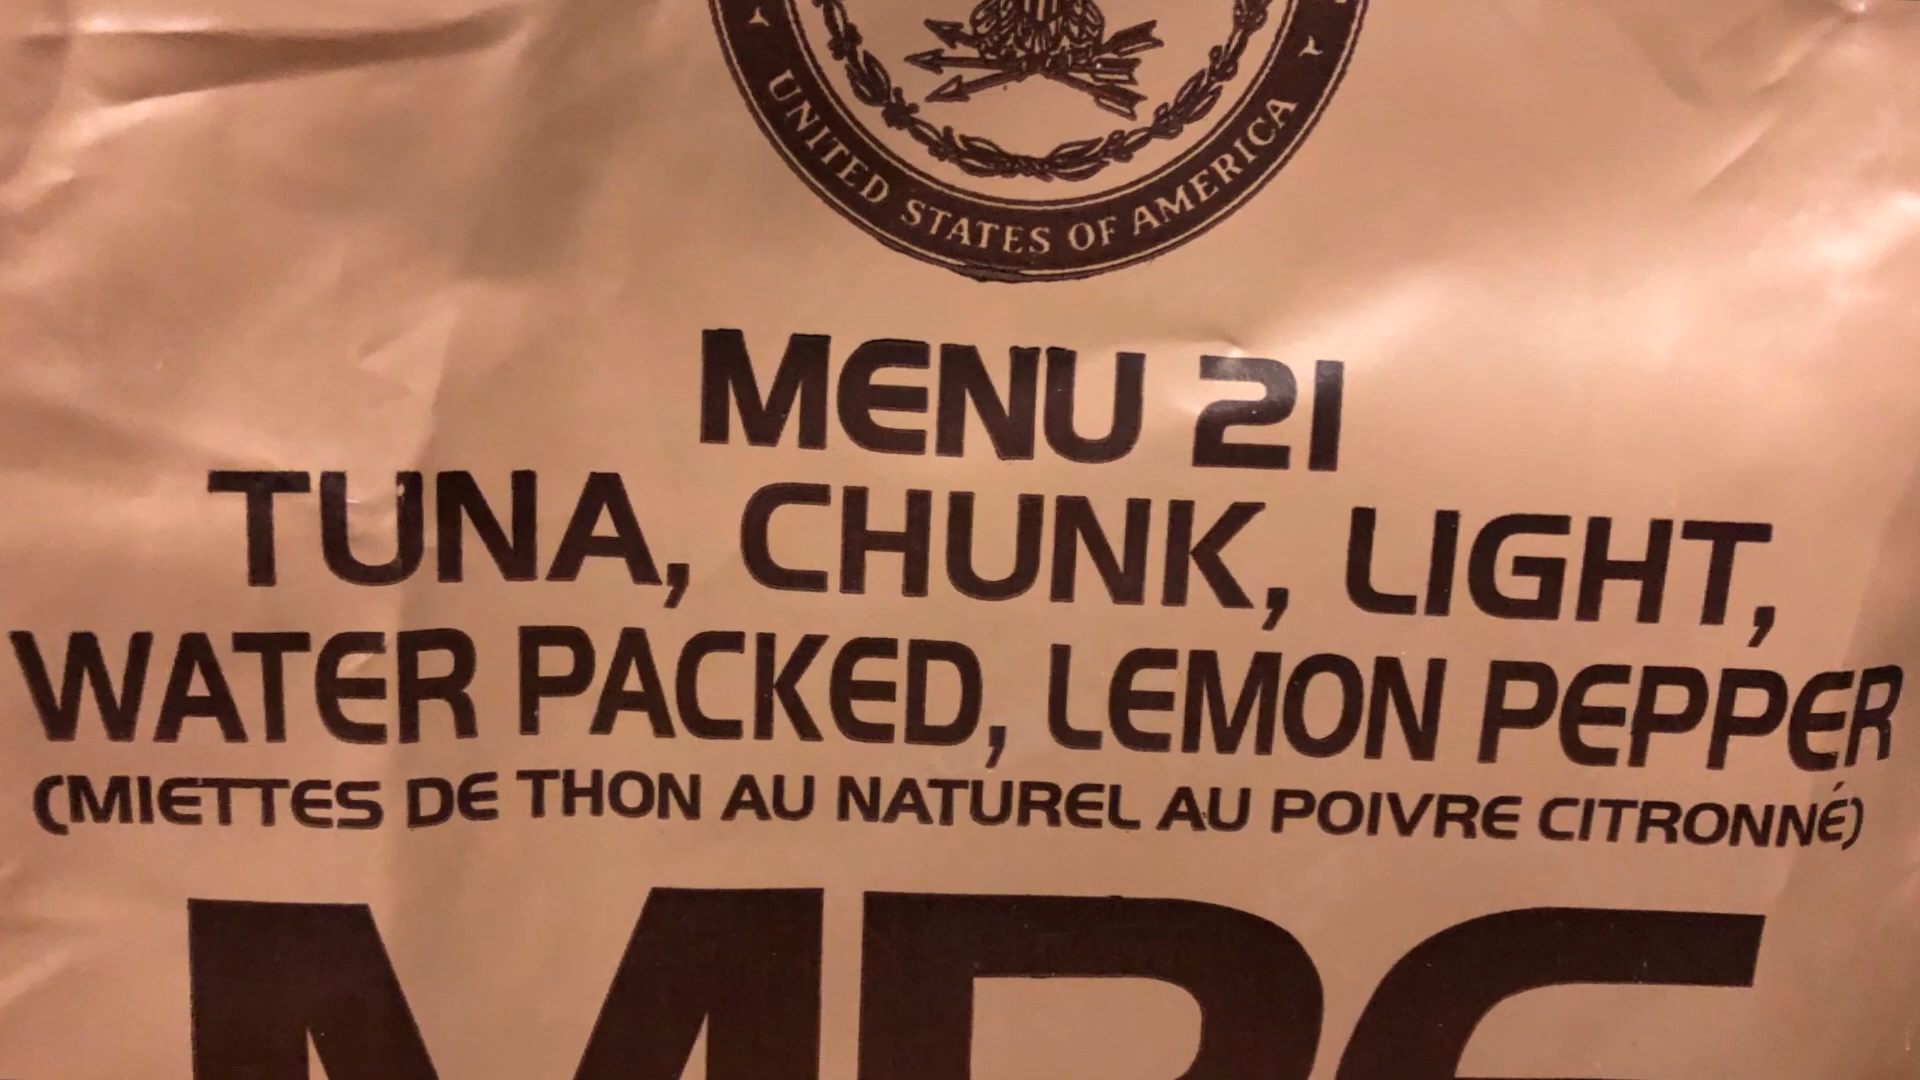 UNITED STATES OF AMERICA
MENU 21
TUNA, CHUNK, LIGHT,
WATER PACKED, LEMON PEPPER
(MIETTES DE THON AU NATUREL AU POIVRE CITRONNÉ)
MRE